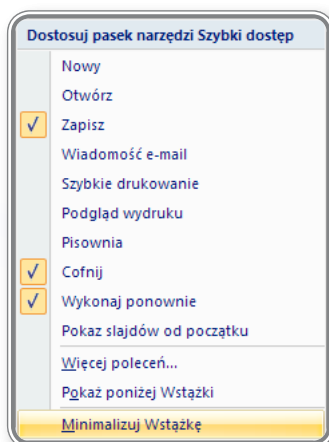 Dostosuj pasek narzędzi Szybki dostęp
Nowy
Otwórz
Zapisz
Wiadomość e-mail
Szybkie drukowanie
Podgląd wydruku
Pisownia
Cofnij
Wykonaj ponownie
Pokaz slajdów od początku
Więcej poleceń...
Pokaż poniżej Wstążki
Minimalizuj Wstążkę